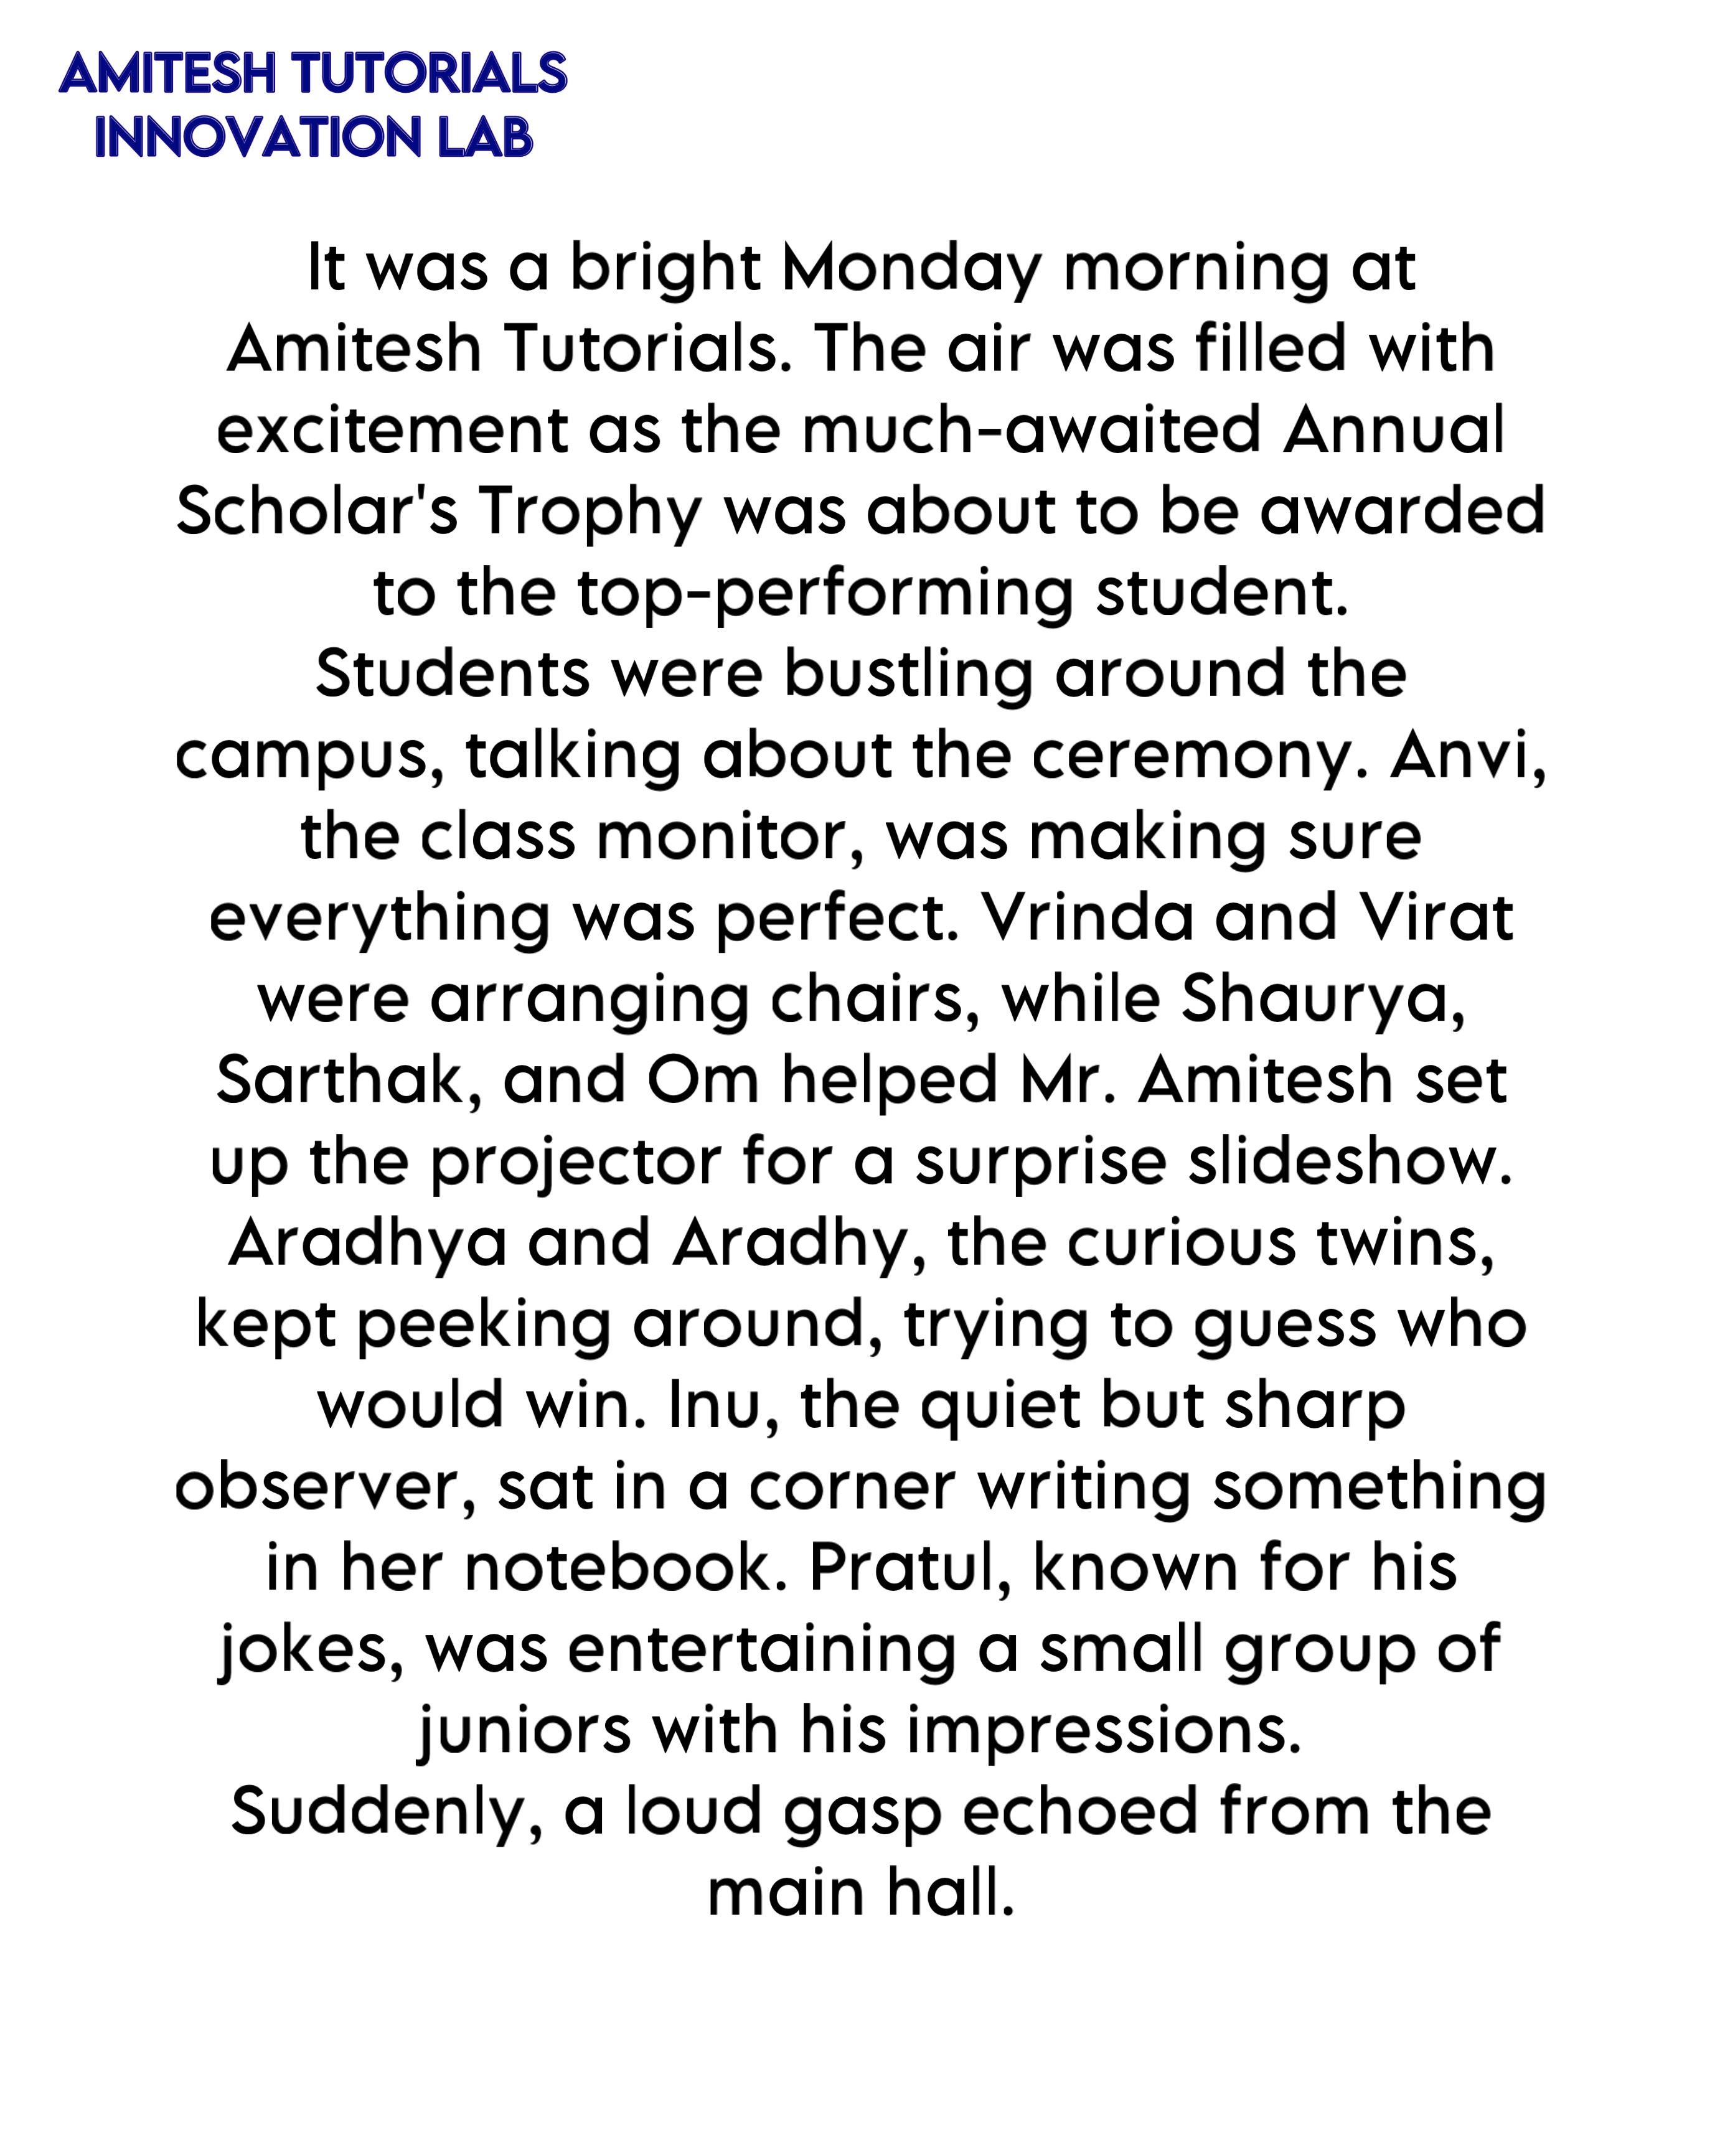 AMITESH TUTORIALS
INNOVATION LAB
It was a bright Monday morning at
Amitesh Tutorials. The air was filled with
excitement as the much-awaited Annual
Scholar's Trophy was about to be awarded
to the top-performing student.
Students were bustling around the
campus, talking about the ceremony. Anvi,
the class monitor, was making sure
everything was perfect. Vrinda and Virat
were arranging chairs, while Shaurya,
Sarthak, and Om helped Mr. Amitesh set
up the projector for a surprise slideshow.
Aradhya and Aradhy, the curious twins,
kept peeking around, trying to guess who
would win. Inu, the quiet but sharp
observer, sat in a corner writing something
in her notebook. Pratul, known for his
jokes, was entertaining a small group of
juniors with his impressions.
Suddenly, a loud gasp echoed from the
main hall.